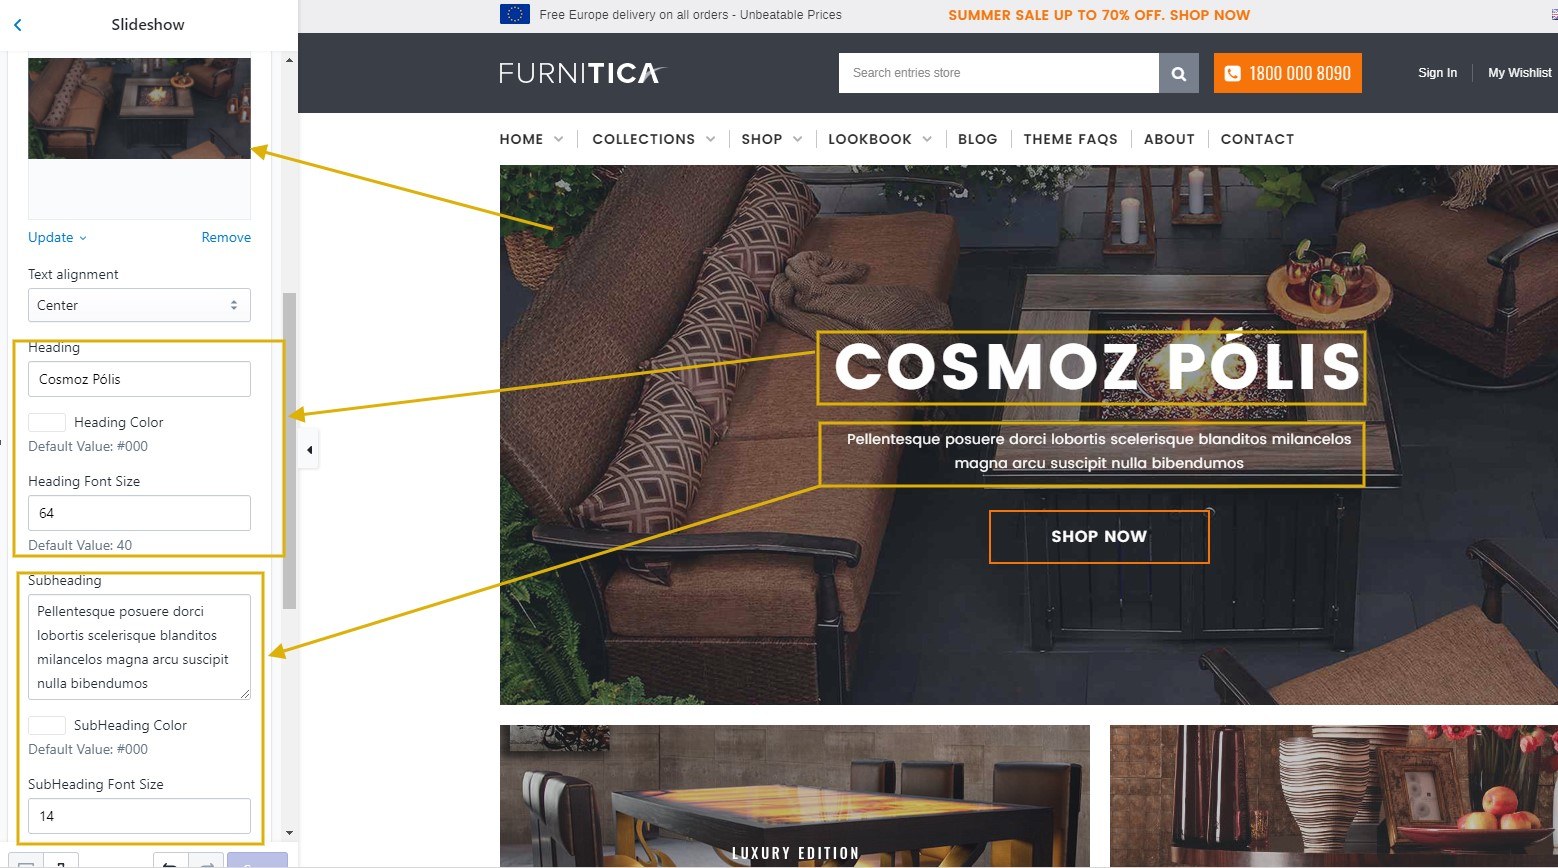 Slideshow
Update
Remove
Text alignment
Center
Heading
Cosmoz Pólis
Heading Color
Default Value: #000
Heading Font Size
64
Default Value: 40
Subheading
Pellentesque posuere dorci
lobortis scelerisque blanditos
milancelos magna arcu suscipit
nulla bibendumos
SubHeading Color
Default Value: #000
SubHeading Font Size
14
Free Europe delivery on all orders - Unbeatable Prices
SUMMER SALE UP TO 70% OFF. SHOP NOW
FURNITICA
Search entries store
1800 000 8090
Sign In
My Wishlist
HOME
COLLECTIONS
SHOP
LOOKBOOK
BLOG
THEME FAQS
ABOUT
CONTACT
COSMOZ PÓLIS
Pellentesque posuere dorci lobortis scelerisque blanditos milancelos
magna arcu suscipit nulla bibendumos
SHOP NOW
LUXURY EDITION